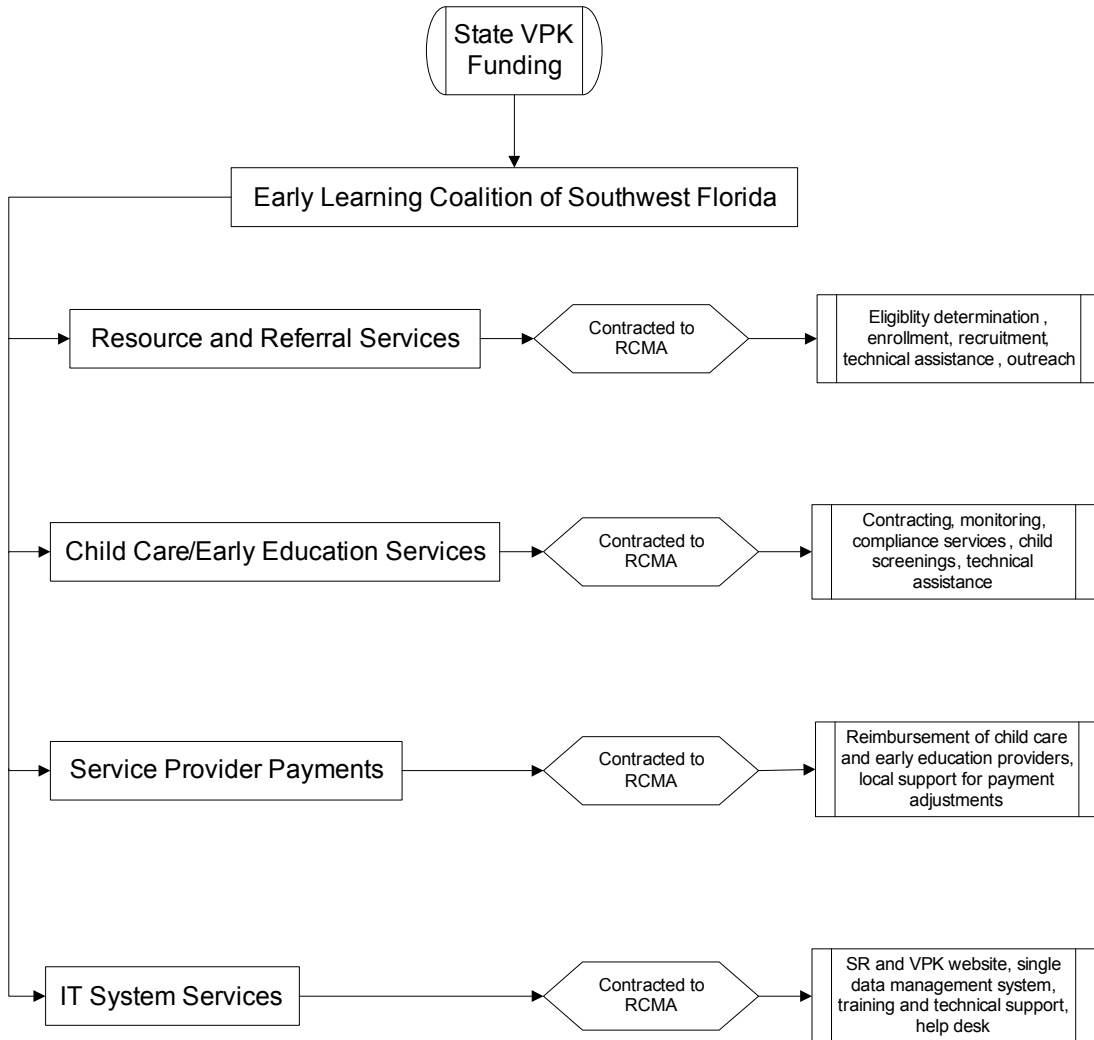 State VPK
Funding
Early Learning Coalition of Southwest Florida
Resource and Referral Services
Contracted to
RCMA
Eligiblity determination ,
enrollment, recruitment,
technical assistance , outreach
Child Care/Early Education Services
Contracted to
RCMA
Contracting, monitoring,
compliance services , child
screenings, technical
assistance
Service Provider Payments
Contracted to
RCMA
Reimbursement of child care
and early education providers,
local support for payment
adjustments
IT System Services
Contracted to
RCMA
SR and VPK website, single
data management system,
training and technical support,
help desk